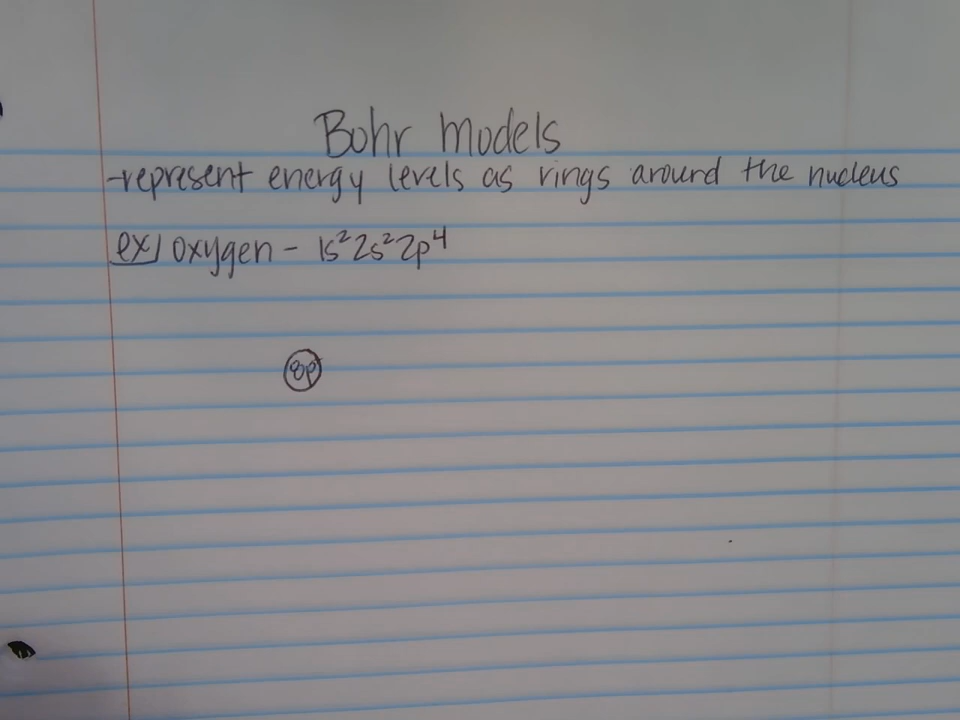 Bohr Models
-represent energy levels as rings around the nucleus
ex) oxygen - 1s²2s²2p⁴
8p